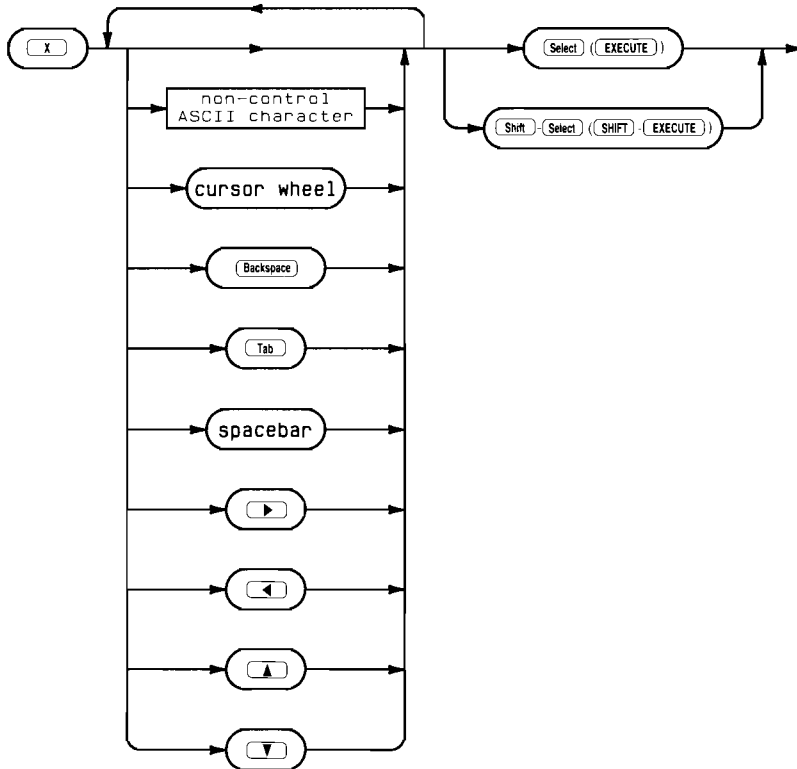 X
Select ( EXECUTE )
non-control
ASCII character
Shift - Select ( SHIFT - EXECUTE )
cursor wheel
Backspace
Tab
spacebar